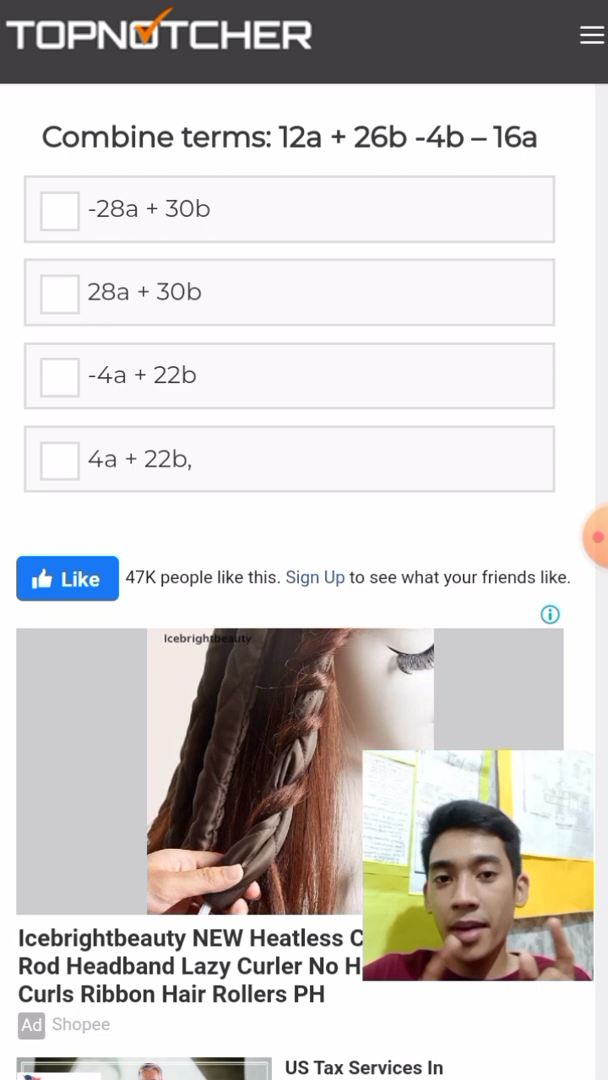 TOPNOTCHER
Combine terms: 12a + 26b -4b – 16a
-28a + 30b
28a + 30b
-4a + 22b
4a + 22b,
Like 47K people like this. Sign Up to see what your friends like.
Icebrightbeauty
Icebrightbeauty NEW Heatless C
Rod Headband Lazy Curler No H
Curls Ribbon Hair Rollers PH
Ad Shopee
US Tax Services In